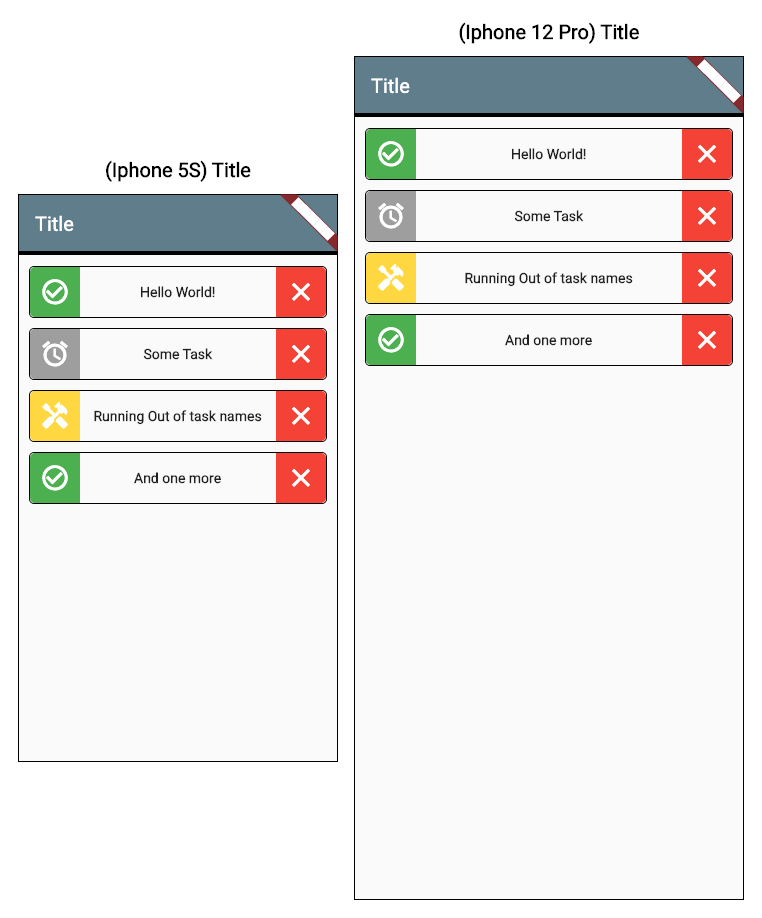 (Iphone 5S) Title
Title
Hello World!
Some Task
Running Out of task names
And one more
(Iphone 12 Pro) Title
Title
Hello World!
Some Task
Running Out of task names
And one more